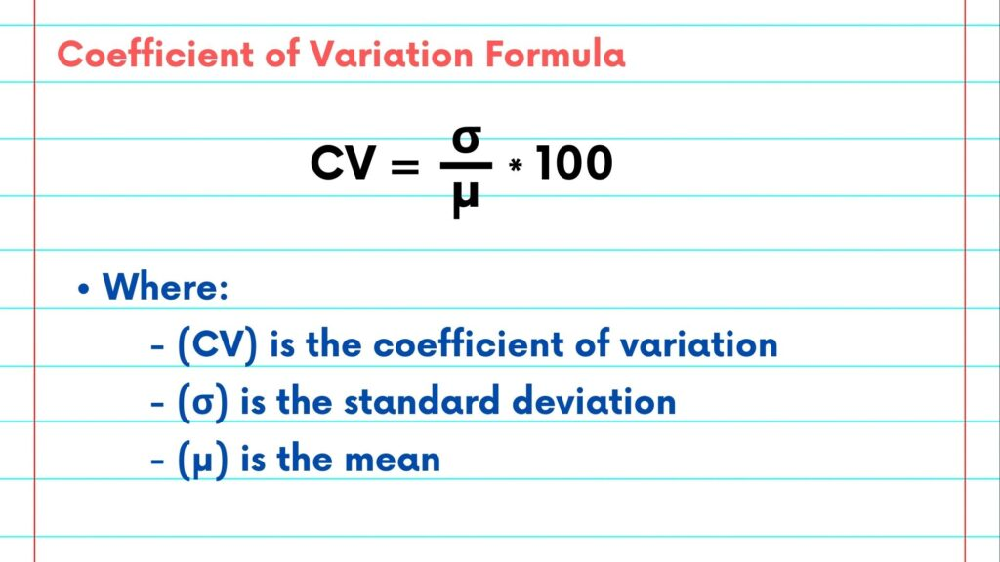 Coefficient of Variation Formula
CV = σ/μ * 100
• Where:
- (CV) is the coefficient of variation
- (σ) is the standard deviation
- (μ) is the mean